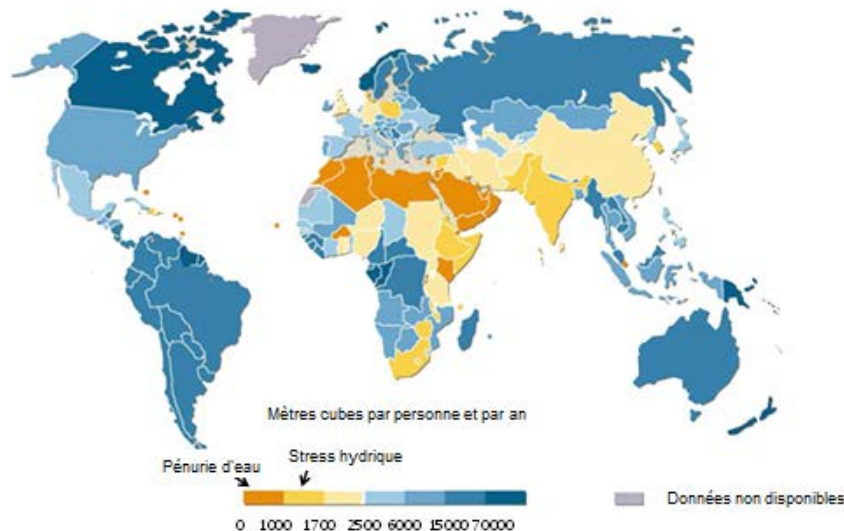 Mètres cubes par personne et par an
Stress hydrique
Pénurie d'eau
Données non disponibles
0 1000 1700 2500 6000 15000 70000